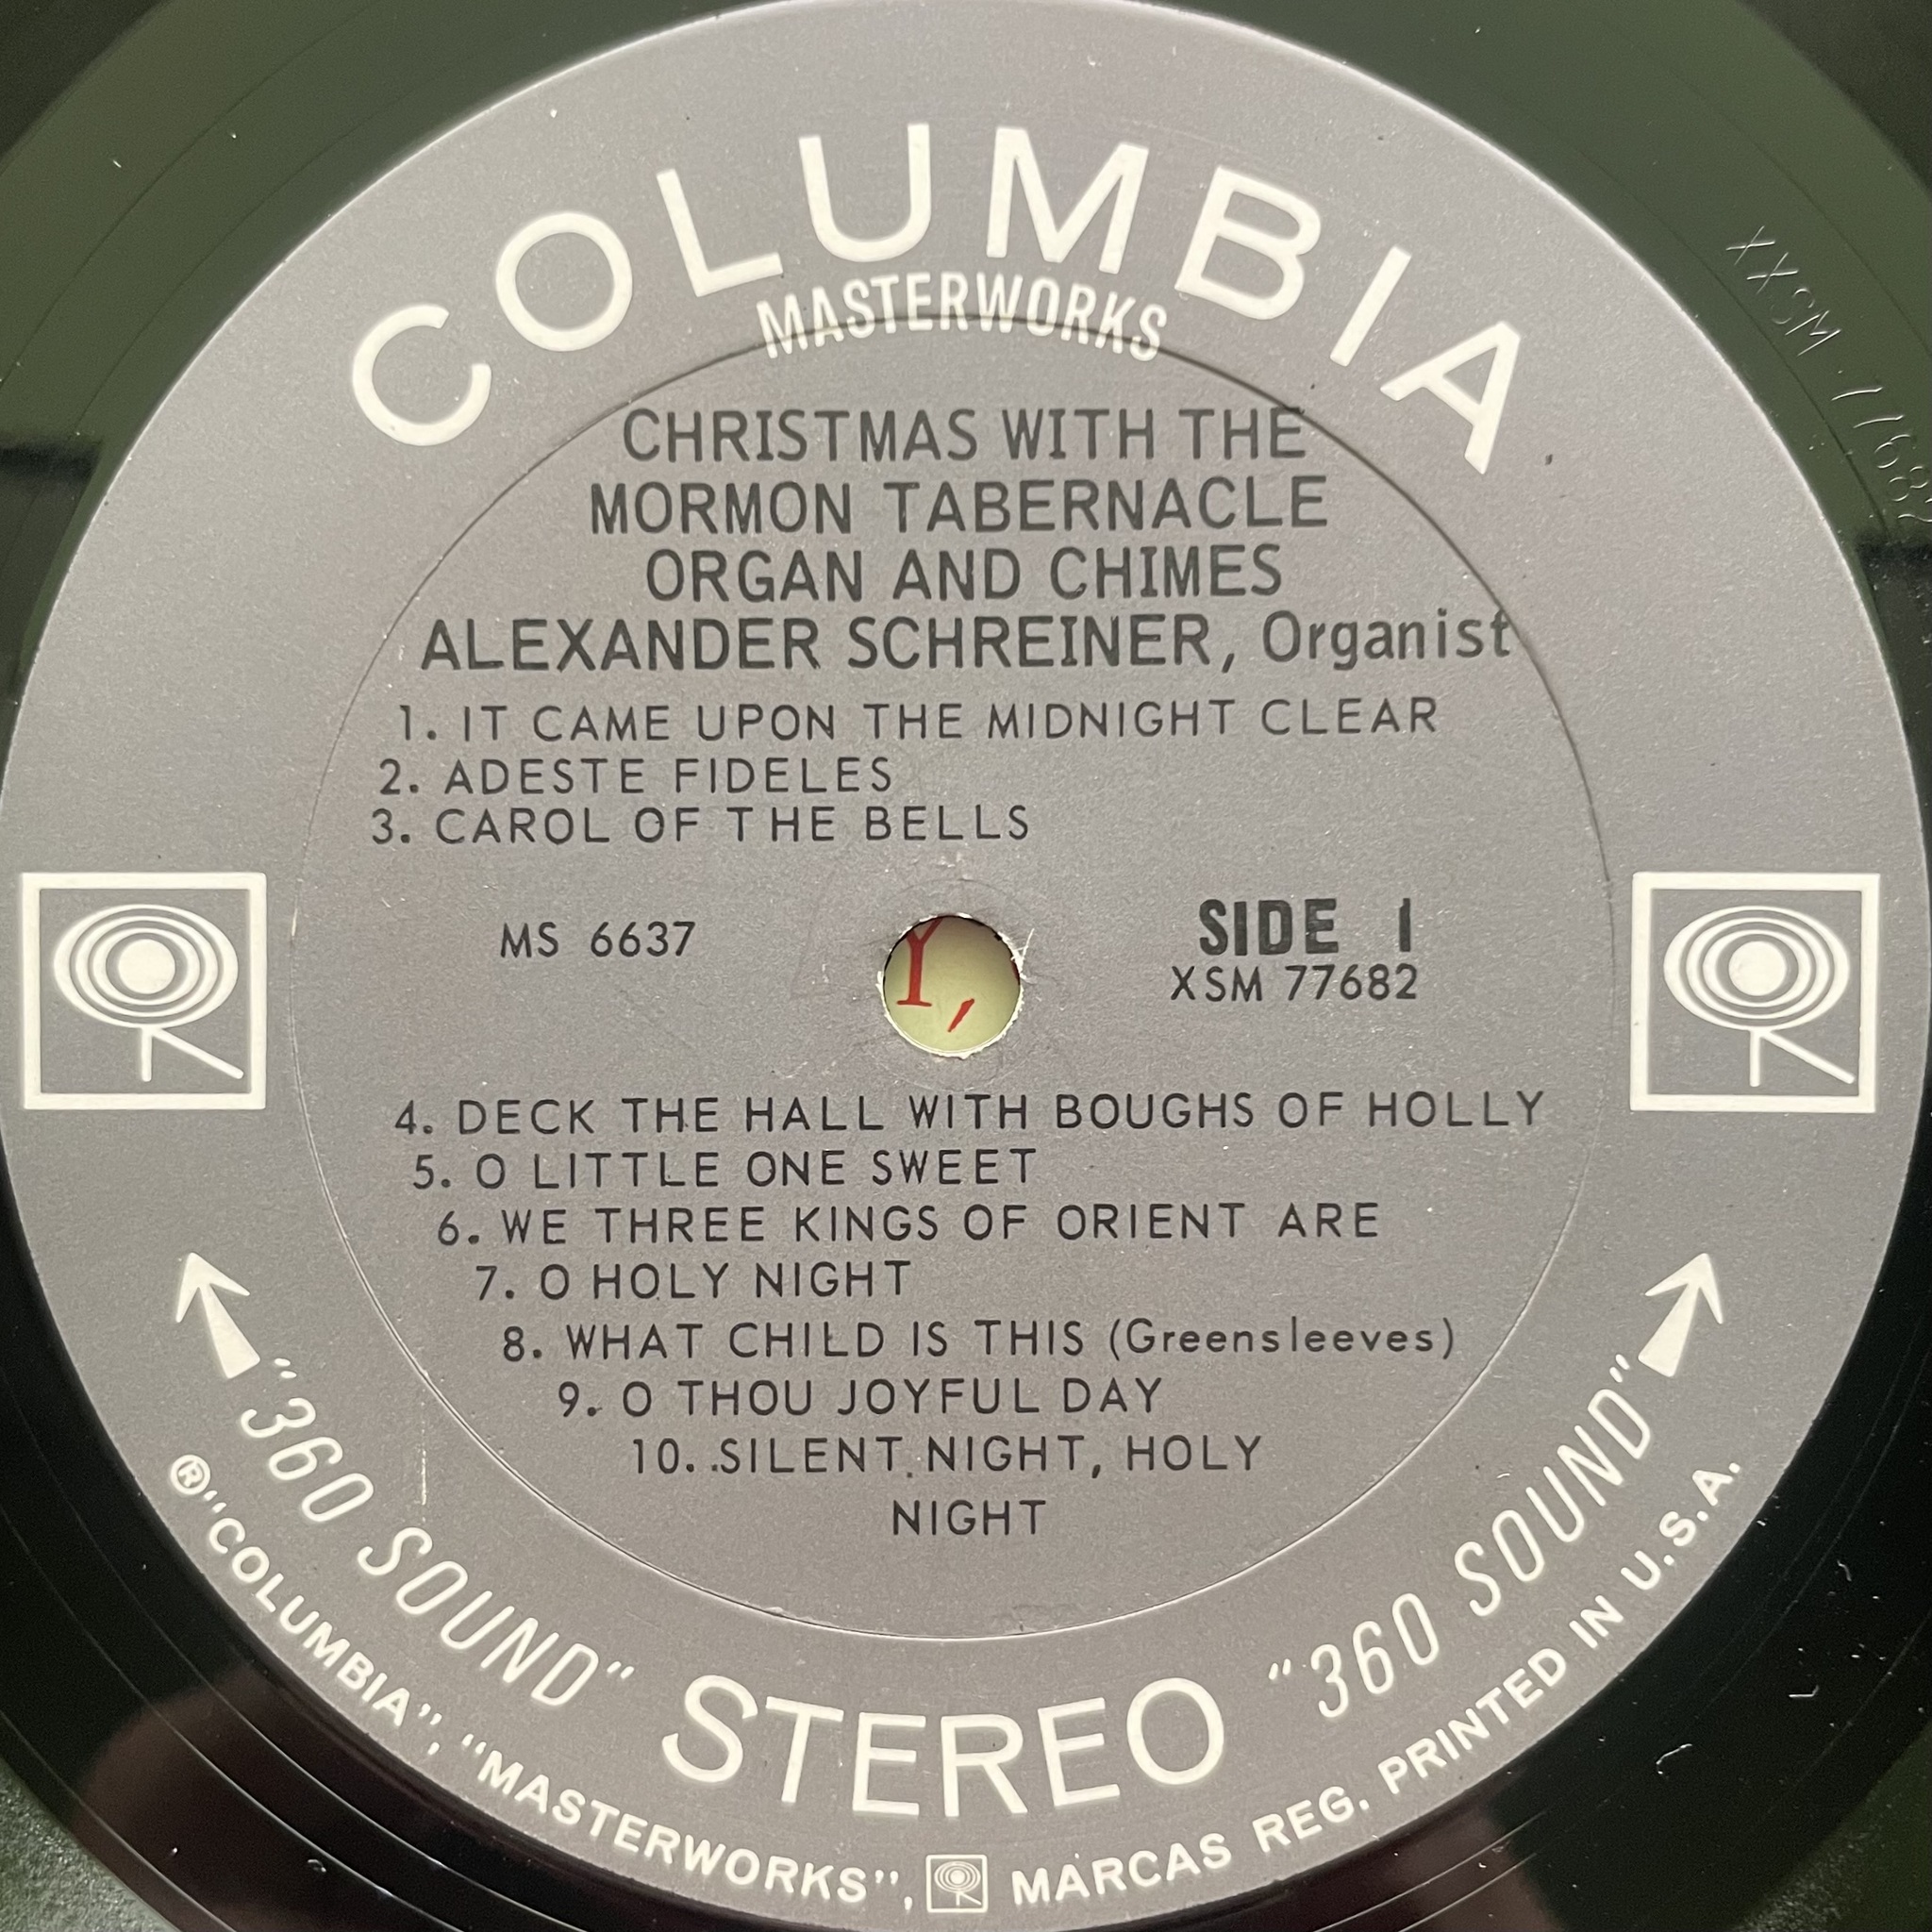 COLUMBIA
MASTERWORKS
CHRISTMAS WITH THE
MORMON TABERNACLE
ORGAN AND CHIMES
ALEXANDER SCHREINER, Organist
1. IT CAME UPON THE MIDNIGHT CLEAR
2. ADESTE FIDELES
3. CAROL OF THE BELLS
MS 6637
SIDE 1
XSM 77682
Y,
4. DECK THE HALL WITH BOUGHS OF HOLLY
5. O LITTLE ONE SWEET
6. WE THREE KINGS OF ORIENT ARE
7. O HOLY NIGHT
8. WHAT CHILD IS THIS (Greensleeves)
9. O THOU JOYFUL DAY
10. SILENT NIGHT, HOLY
NIGHT
"360 SOUND" STEREO "360 SOUND"
® "COLUMBIA", "MASTERWORKS", MARCAS REG. PRINTED IN U.S.A.
XXSM